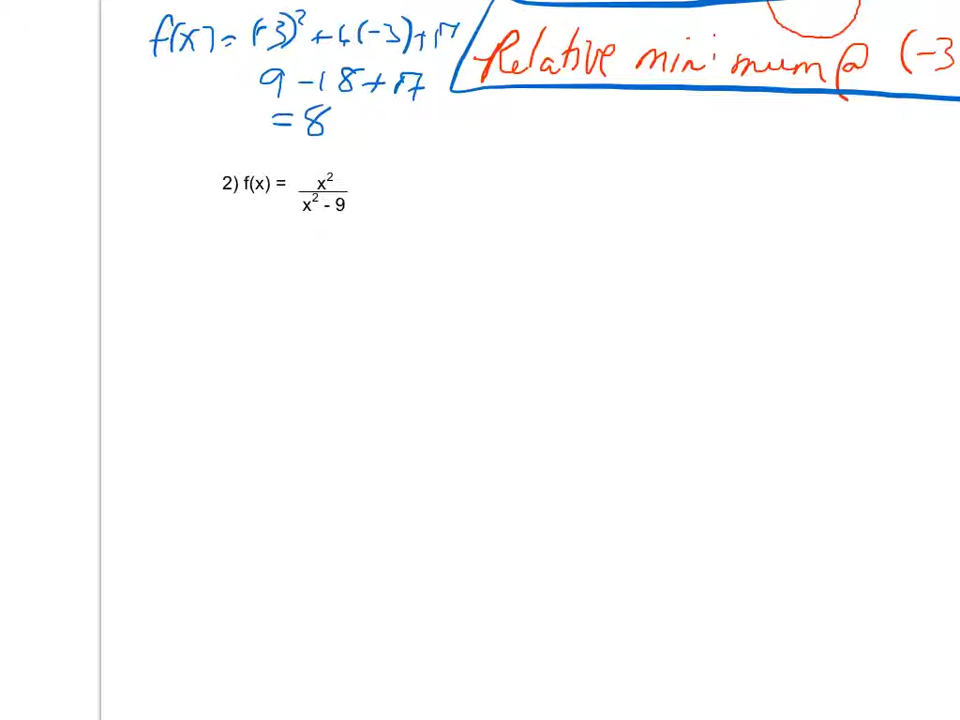 f(x) = (-3)² + 6(-3) + 17
9 - 18 + 17
= 8
Relative minimum @ (-3
2) f(x) = x² / x² - 9